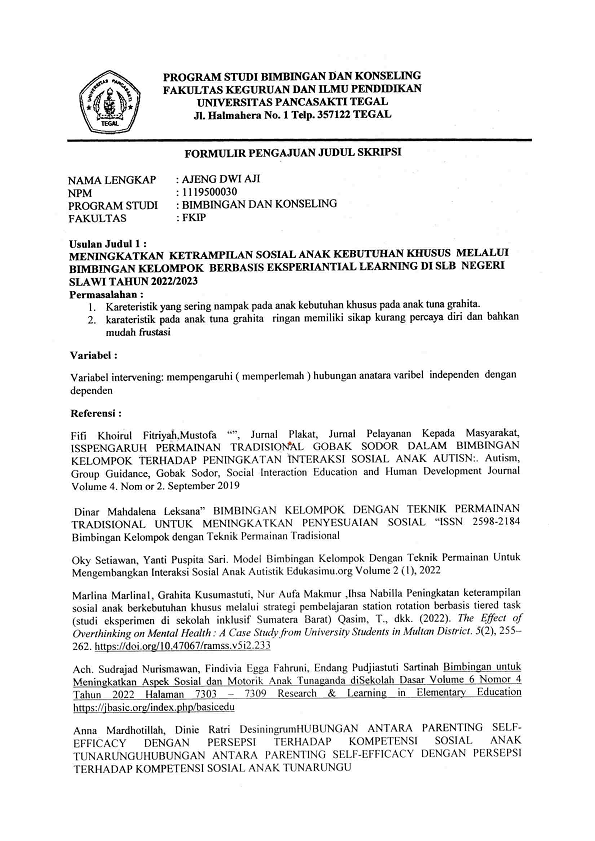 UNIVERSITAS PANCASAKTI
TEGAL
PROGRAM STUDI BIMBINGAN DAN KONSELING
FAKULTAS KEGURUAN DAN ILMU PENDIDIKAN
UNIVERSITAS PANCASAKTI TEGAL
Jl. Halmahera No. 1 Telp. 357122 TEGAL
FORMULIR PENGAJUAN JUDUL SKRIPSI
NAMA LENGKAP : AJENG DWI AJI
NPM : 1119500030
PROGRAM STUDI : BIMBINGAN DAN KONSELING
FAKULTAS : FKIP
Usulan Judul 1 :
MENINGKATKAN KETRAMPILAN SOSIAL ANAK KEBUTUHAN KHUSUS MELALUI
BIMBINGAN KELOMPOK BERBASIS EKSPERIANTIAL LEARNING DI SLB NEGERI
SLAWI TAHUN 2022/2023
Permasalahan :
1. Kareteristik yang sering nampak pada anak kebutuhan khusus pada anak tuna grahita.
2. karateristik pada anak tuna grahita ringan memiliki sikap kurang percaya diri dan bahkan
mudah frustasi
Variabel :
Variabel intervening: mempengaruhi ( memperlemah ) hubungan anatara varibel independen dengan
dependen
Referensi :
Fifi Khoirul Fitriyah,Mustofa “”, Jurnal Plakat, Jurnal Pelayanan Kepada Masyarakat,
ISSPENGARUH PERMAINAN TRADISIONAL GOBAK SODOR DALAM BIMBINGAN
KELOMPOK TERHADAP PENINGKATAN INTERAKSI SOSIAL ANAK AUTISN:. Autism,
Group Guidance, Gobak Sodor, Social Interaction Education and Human Development Journal
Volume 4. Nom or 2. September 2019
Dinar Mahdalena Leksana” BIMBINGAN KELOMPOK DENGAN TEKNIK PERMAINAN
TRADISIONAL UNTUK MENINGKATKAN PENYESUAIAN SOSIAL “ISSN 2598-2184
Bimbingan Kelompok dengan Teknik Permainan Tradisional
Oky Setiawan, Yanti Puspita Sari. Model Bimbingan Kelompok Dengan Teknik Permainan Untuk
Mengembangkan Interaksi Sosial Anak Autistik Edukasimu.org Volume 2 (1), 2022
Marlina Marlina1, Grahita Kusumastuti, Nur Aufa Makmur ,Ihsa Nabilla Peningkatan keterampilan
sosial anak berkebutuhan khusus melalui strategi pembelajaran station rotation berbasis tiered task
(studi eksperimen di sekolah inklusif Sumatera Barat) Qasim, T., dkk. (2022). The Effect of
Overthinking on Mental Health : A Case Study from University Students in Multan District. 5(2), 255–
262. https://doi.org/10.47067/ramss.v5i2.233
Ach. Sudrajad Nurismawan, Findivia Egga Fahruni, Endang Pudjiastuti Sartinah Bimbingan untuk
Meningkatkan Aspek Sosial dan Motorik Anak Tunaganda diSekolah Dasar Volume 6 Nomor 4
Tahun 2022 Halaman 7303 – 7309 Research & Learning in Elementary Education
https://jbasic.org/index.php/basicedu
Anna Mardhotillah, Dinie Ratri DesiningrumHUBUNGAN ANTARA PARENTING SELF-
EFFICACY DENGAN PERSEPSI TERHADAP KOMPETENSI SOSIAL ANAK
TUNARUNGUHUBUNGAN ANTARA PARENTING SELF-EFFICACY DENGAN PERSEPSI
TERHADAP KOMPETENSI SOSIAL ANAK TUNARUNGU